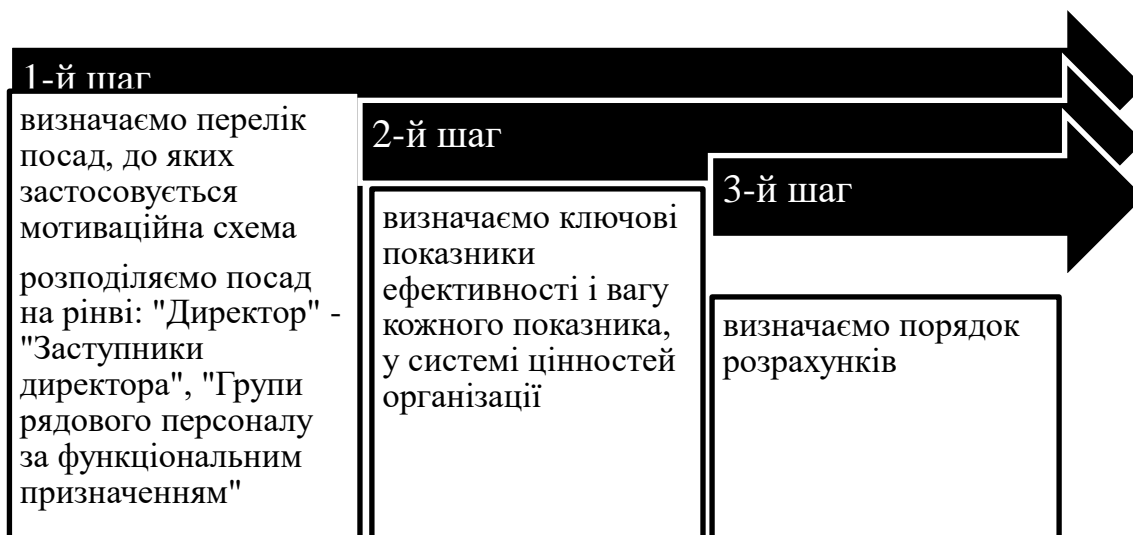 1-й шаг
визначаємо перелік
посад, до яких
застосовується
мотиваційна схема
розподіляємо посад
на рінві: "Директор" -
"Заступники
директора", "Групи
рядового персоналу
за функціональним
призначенням"
2-й шаг
визначаємо ключові
показники
ефективності і вагу
кожного показника,
у системі цінностей
організації
3-й шаг
визначаємо порядок
розрахунків